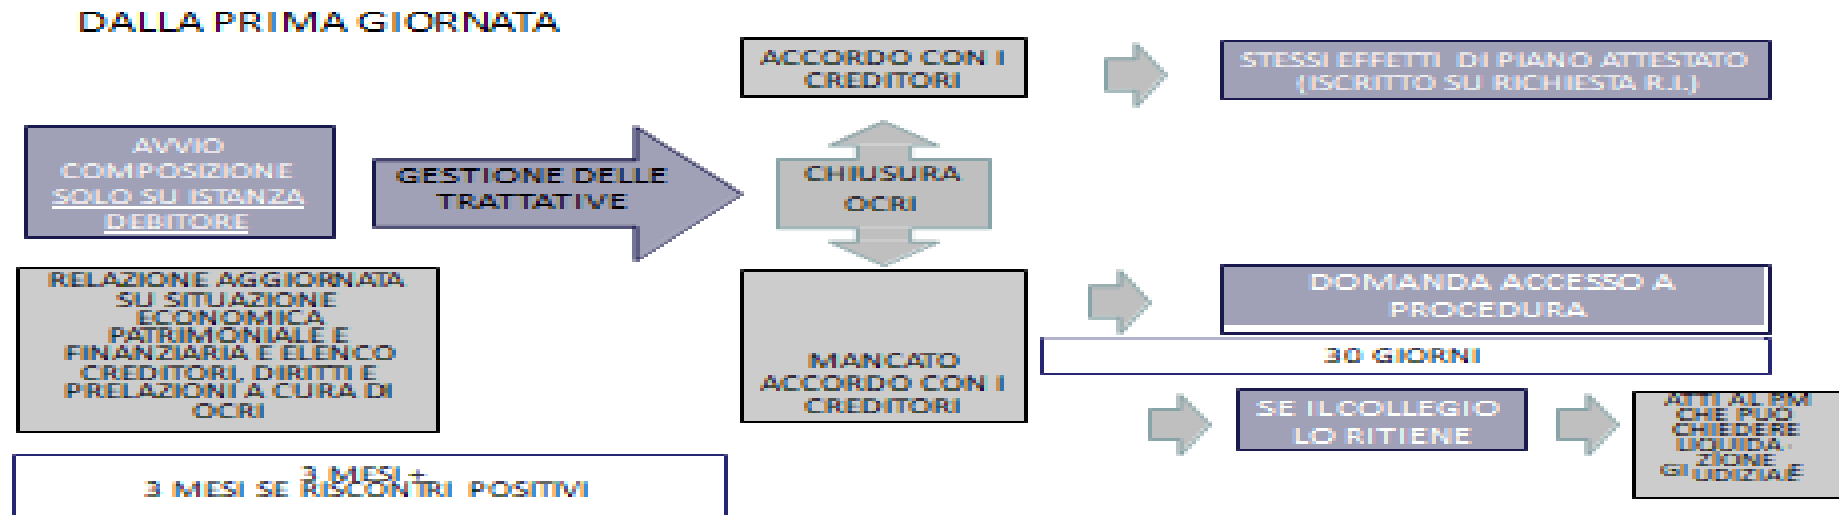 DALLA PRIMA GIORNATA
ACCORDO CON I
CREDITORI
STESSI EFFETTI DI PIANO ATTESTATO
(ISCRITTO SU RICHIESTA R.I.)
AVVIO
COMPOSIZIONE
SOLO SU ISTANZA
DEBITORE
GESTIONE DELLE
TRATTATIVE
CHIUSURA
OCRI
RELAZIONE AGGIORNATA
SU SITUAZIONE
ECONOMICA
PATRIMONIALE E
FINANZIARIA E ELENCO
CREDITORI, DIRITTI E
PRELAZIONI A CURA DI
OCRI
MANCATO
ACCORDO CON I
CREDITORI
DOMANDA ACCESSO A
PROCEDURA
30 GIORNI
SE IL COLLEGIO
LO RITIENE
ATTI AL PM
CHE PUÒ
CHIEDERE
LIQUIDA-
ZIONE
GIUDIZIALE
3 MESI +
3 MESI SE RISCONTRI POSITIVI